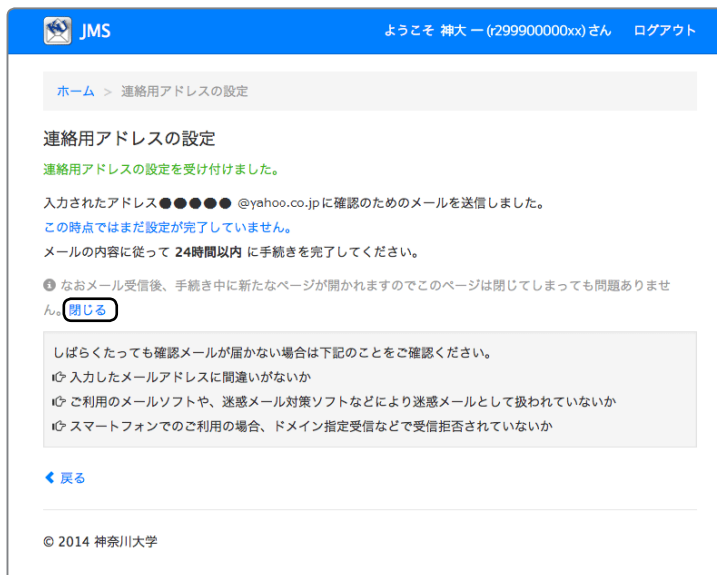 JMS ようこそ 神大 一 (r299900000xx) さん ログアウト
ホーム > 連絡用アドレスの設定
連絡用アドレスの設定
連絡用アドレスの設定を受け付けました。
入力されたアドレス●●●●● @yahoo.co.jpに確認のためのメールを送信しました。
この時点ではまだ設定が完了していません。
メールの内容に従って 24時間以内 に手続きを完了してください。
なおメール受信後、手続き中に新たなページが開かれますのでこのページは閉じてしまっても問題ありませ
ん。閉じる
しばらくたっても確認メールが届かない場合は下記のことをご確認ください。
入力したメールアドレスに間違いがないか
ご利用のメールソフトや、迷惑メール対策ソフトなどにより迷惑メールとして扱われていないか
スマートフォンでのご利用の場合、ドメイン指定受信などで受信拒否されていないか
戻る
© 2014 神奈川大学